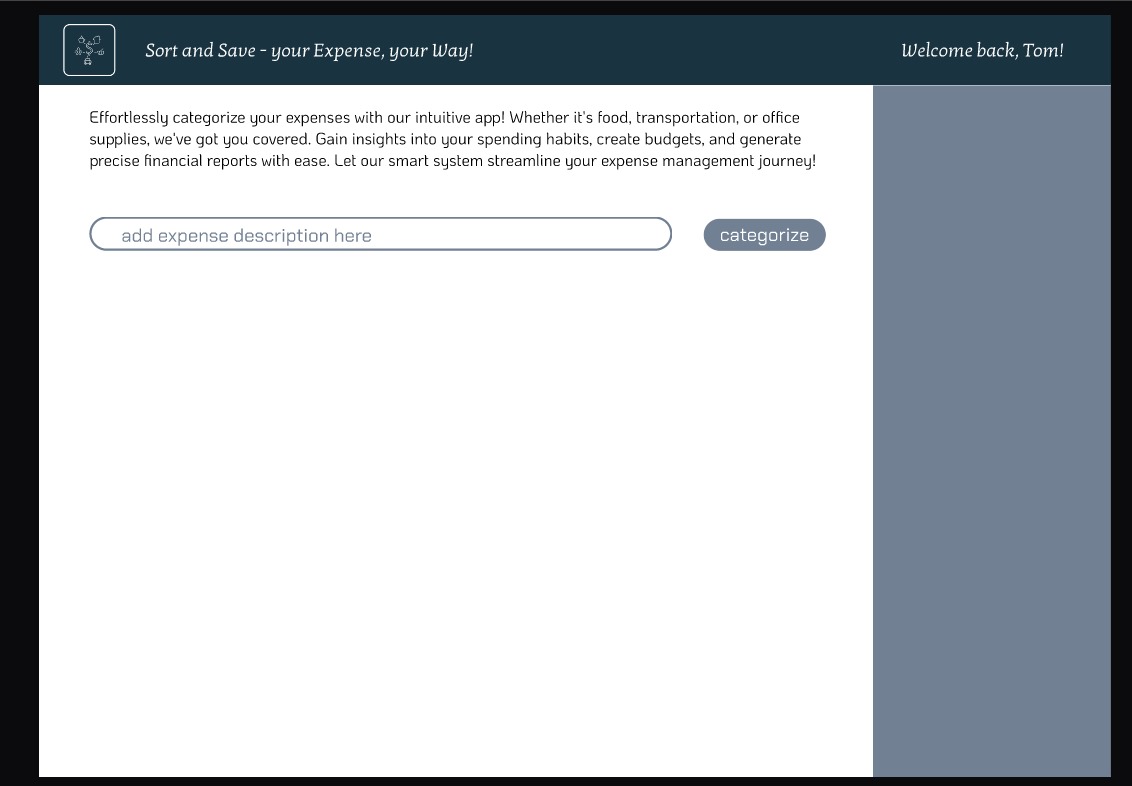 Sort and Save - your Expense, your Way!
Welcome back, Tom!
Effortlessly categorize your expenses with our intuitive app! Whether it's food, transportation, or office
supplies, we've got you covered. Gain insights into your spending habits, create budgets, and generate
precise financial reports with ease. Let our smart system streamline your expense management journey!
add expense description here
categorize